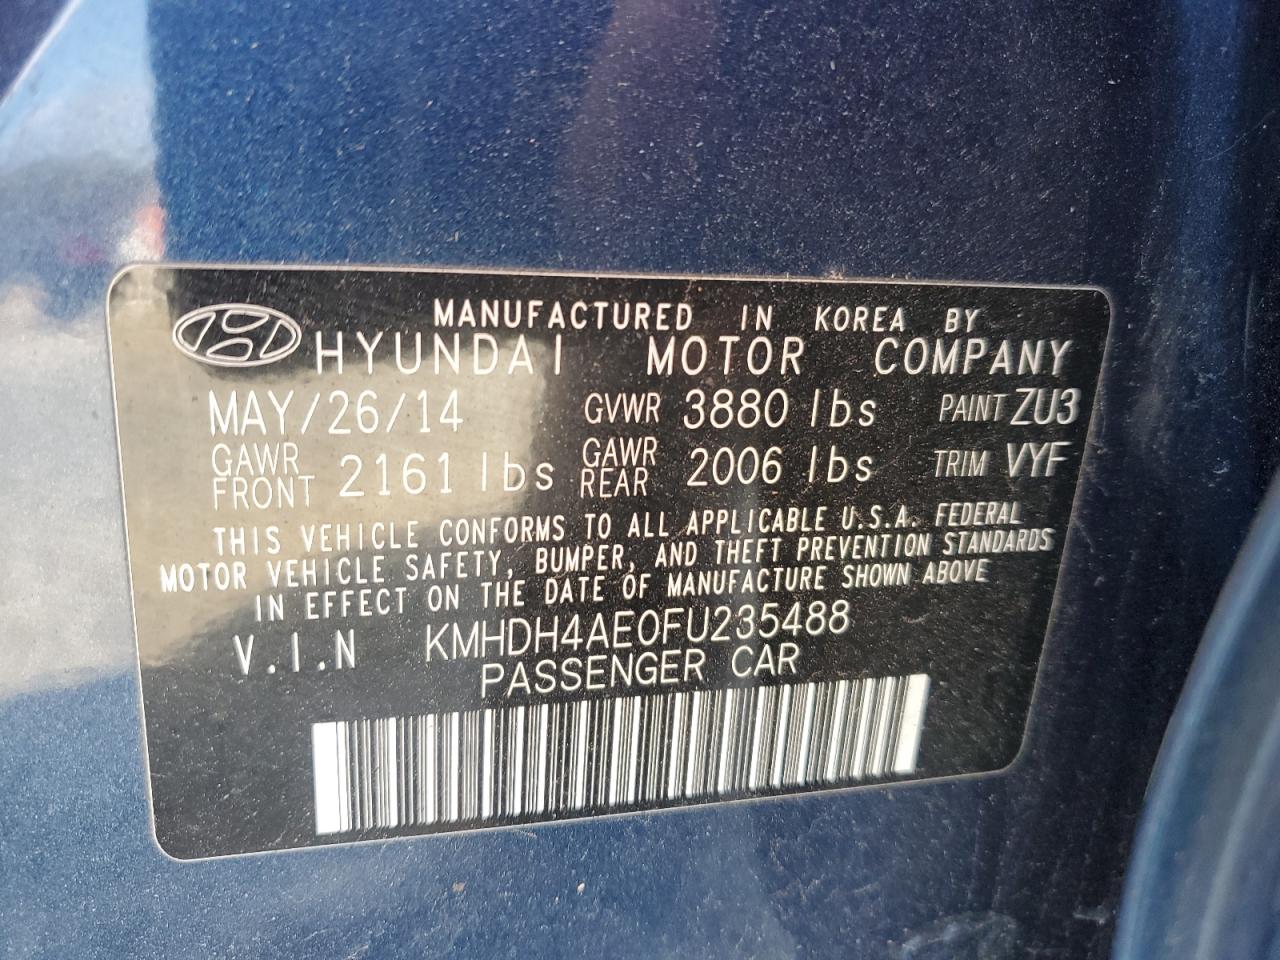 MANUFACTURED IN KOREA BY
HYUNDAI MOTOR COMPANY
MAY/26/14 GVWR 3880 lbs PAINT ZU3
GAWR FRONT 2161 lbs GAWR REAR 2006 lbs TRIM VYF
THIS VEHICLE CONFORMS TO ALL APPLICABLE U.S.A. FEDERAL
MOTOR VEHICLE SAFETY, BUMPER, AND THEFT PREVENTION STANDARDS
IN EFFECT ON THE DATE OF MANUFACTURE SHOWN ABOVE
V.I.N KMHDH4AE0FU235488
PASSENGER CAR